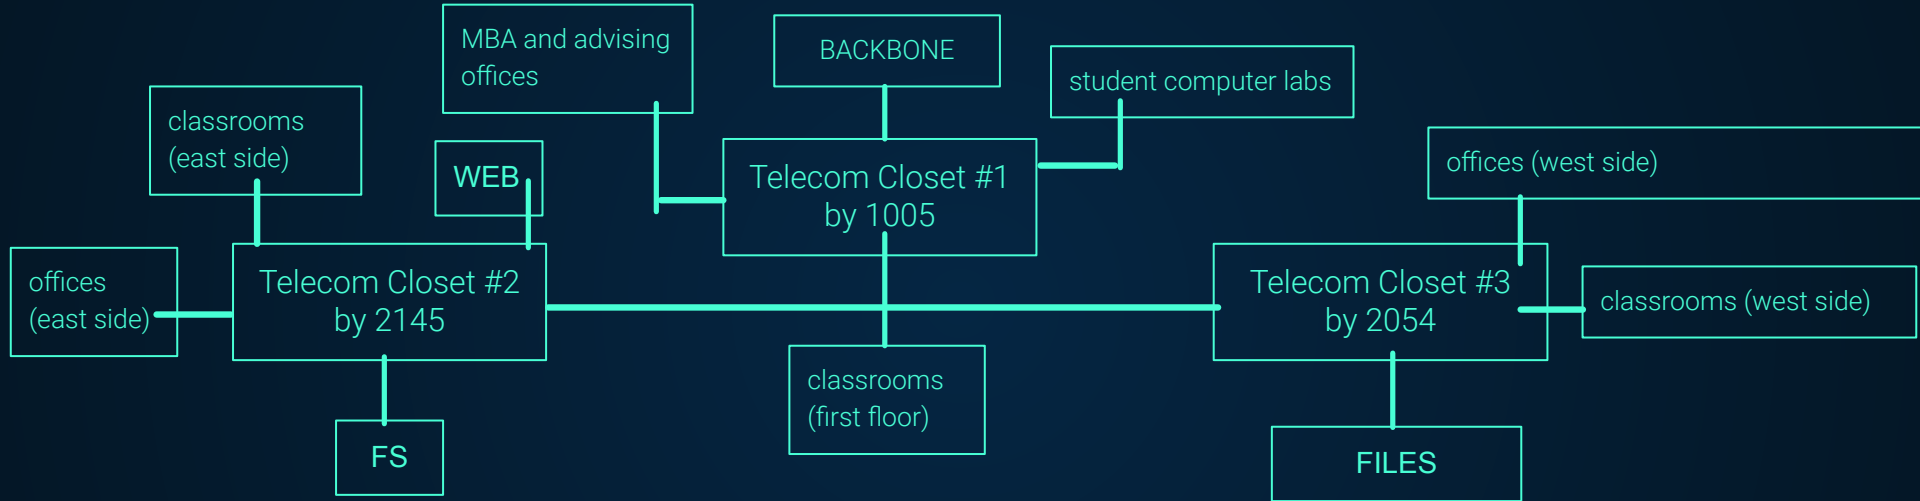 MBA and advising
offices
BACKBONE
student computer labs
classrooms
(east side)
WEB
Telecom Closet #1
by 1005
offices (west side)
offices
(east side)
Telecom Closet #2
by 2145
Telecom Closet #3
by 2054
classrooms (west side)
classrooms
(first floor)
FS
FILES